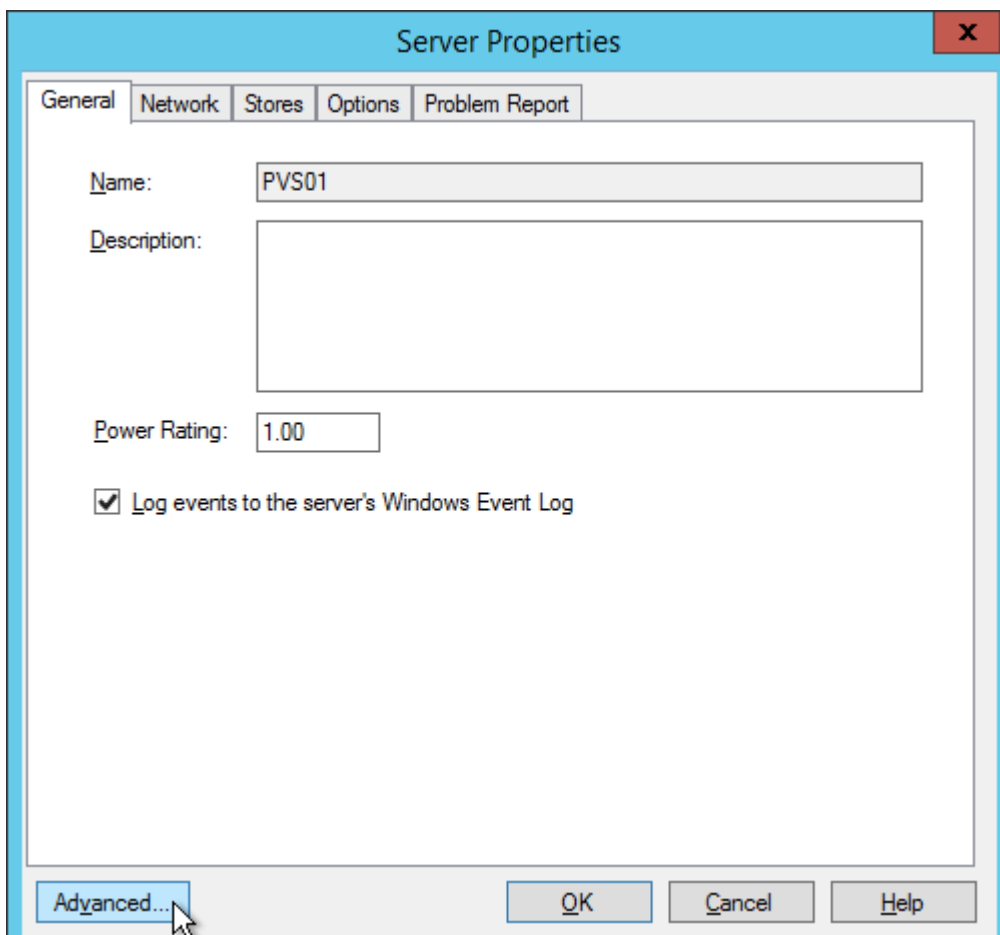 Server Properties
x
General Network Stores Options Problem Report
Name: PVS01
Description:
Power Rating: 1.00
Log events to the server's Windows Event Log
Advanced... OK Cancel Help